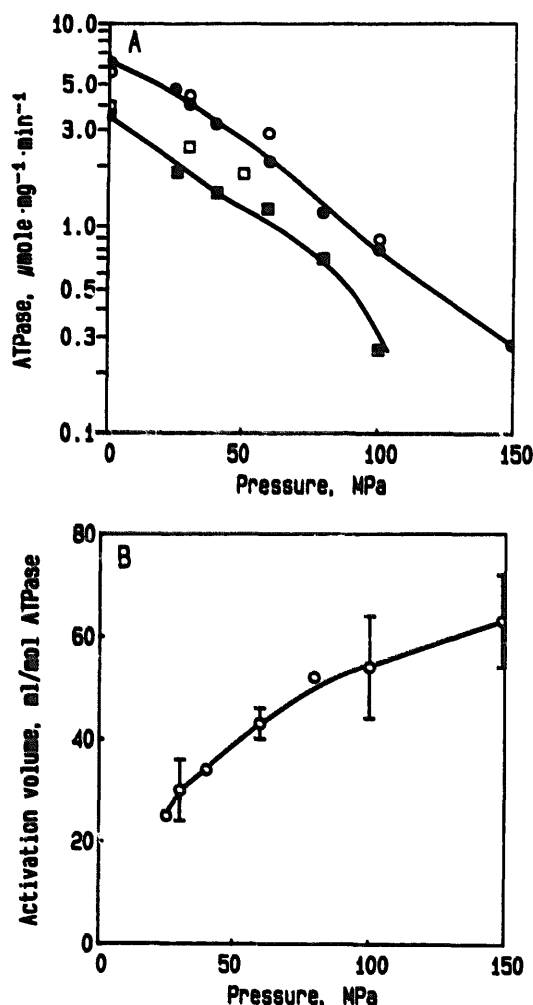 A
ATPase, µmole·mg⁻¹·min⁻¹
10.0
5.0
3.0
1.0
0.5
0.3
0.1
0 50 100 150
Pressure, MPa
B
Activation volume, ml/mol ATPase
80
60
40
20
0
0 50 100 150
Pressure, MPa